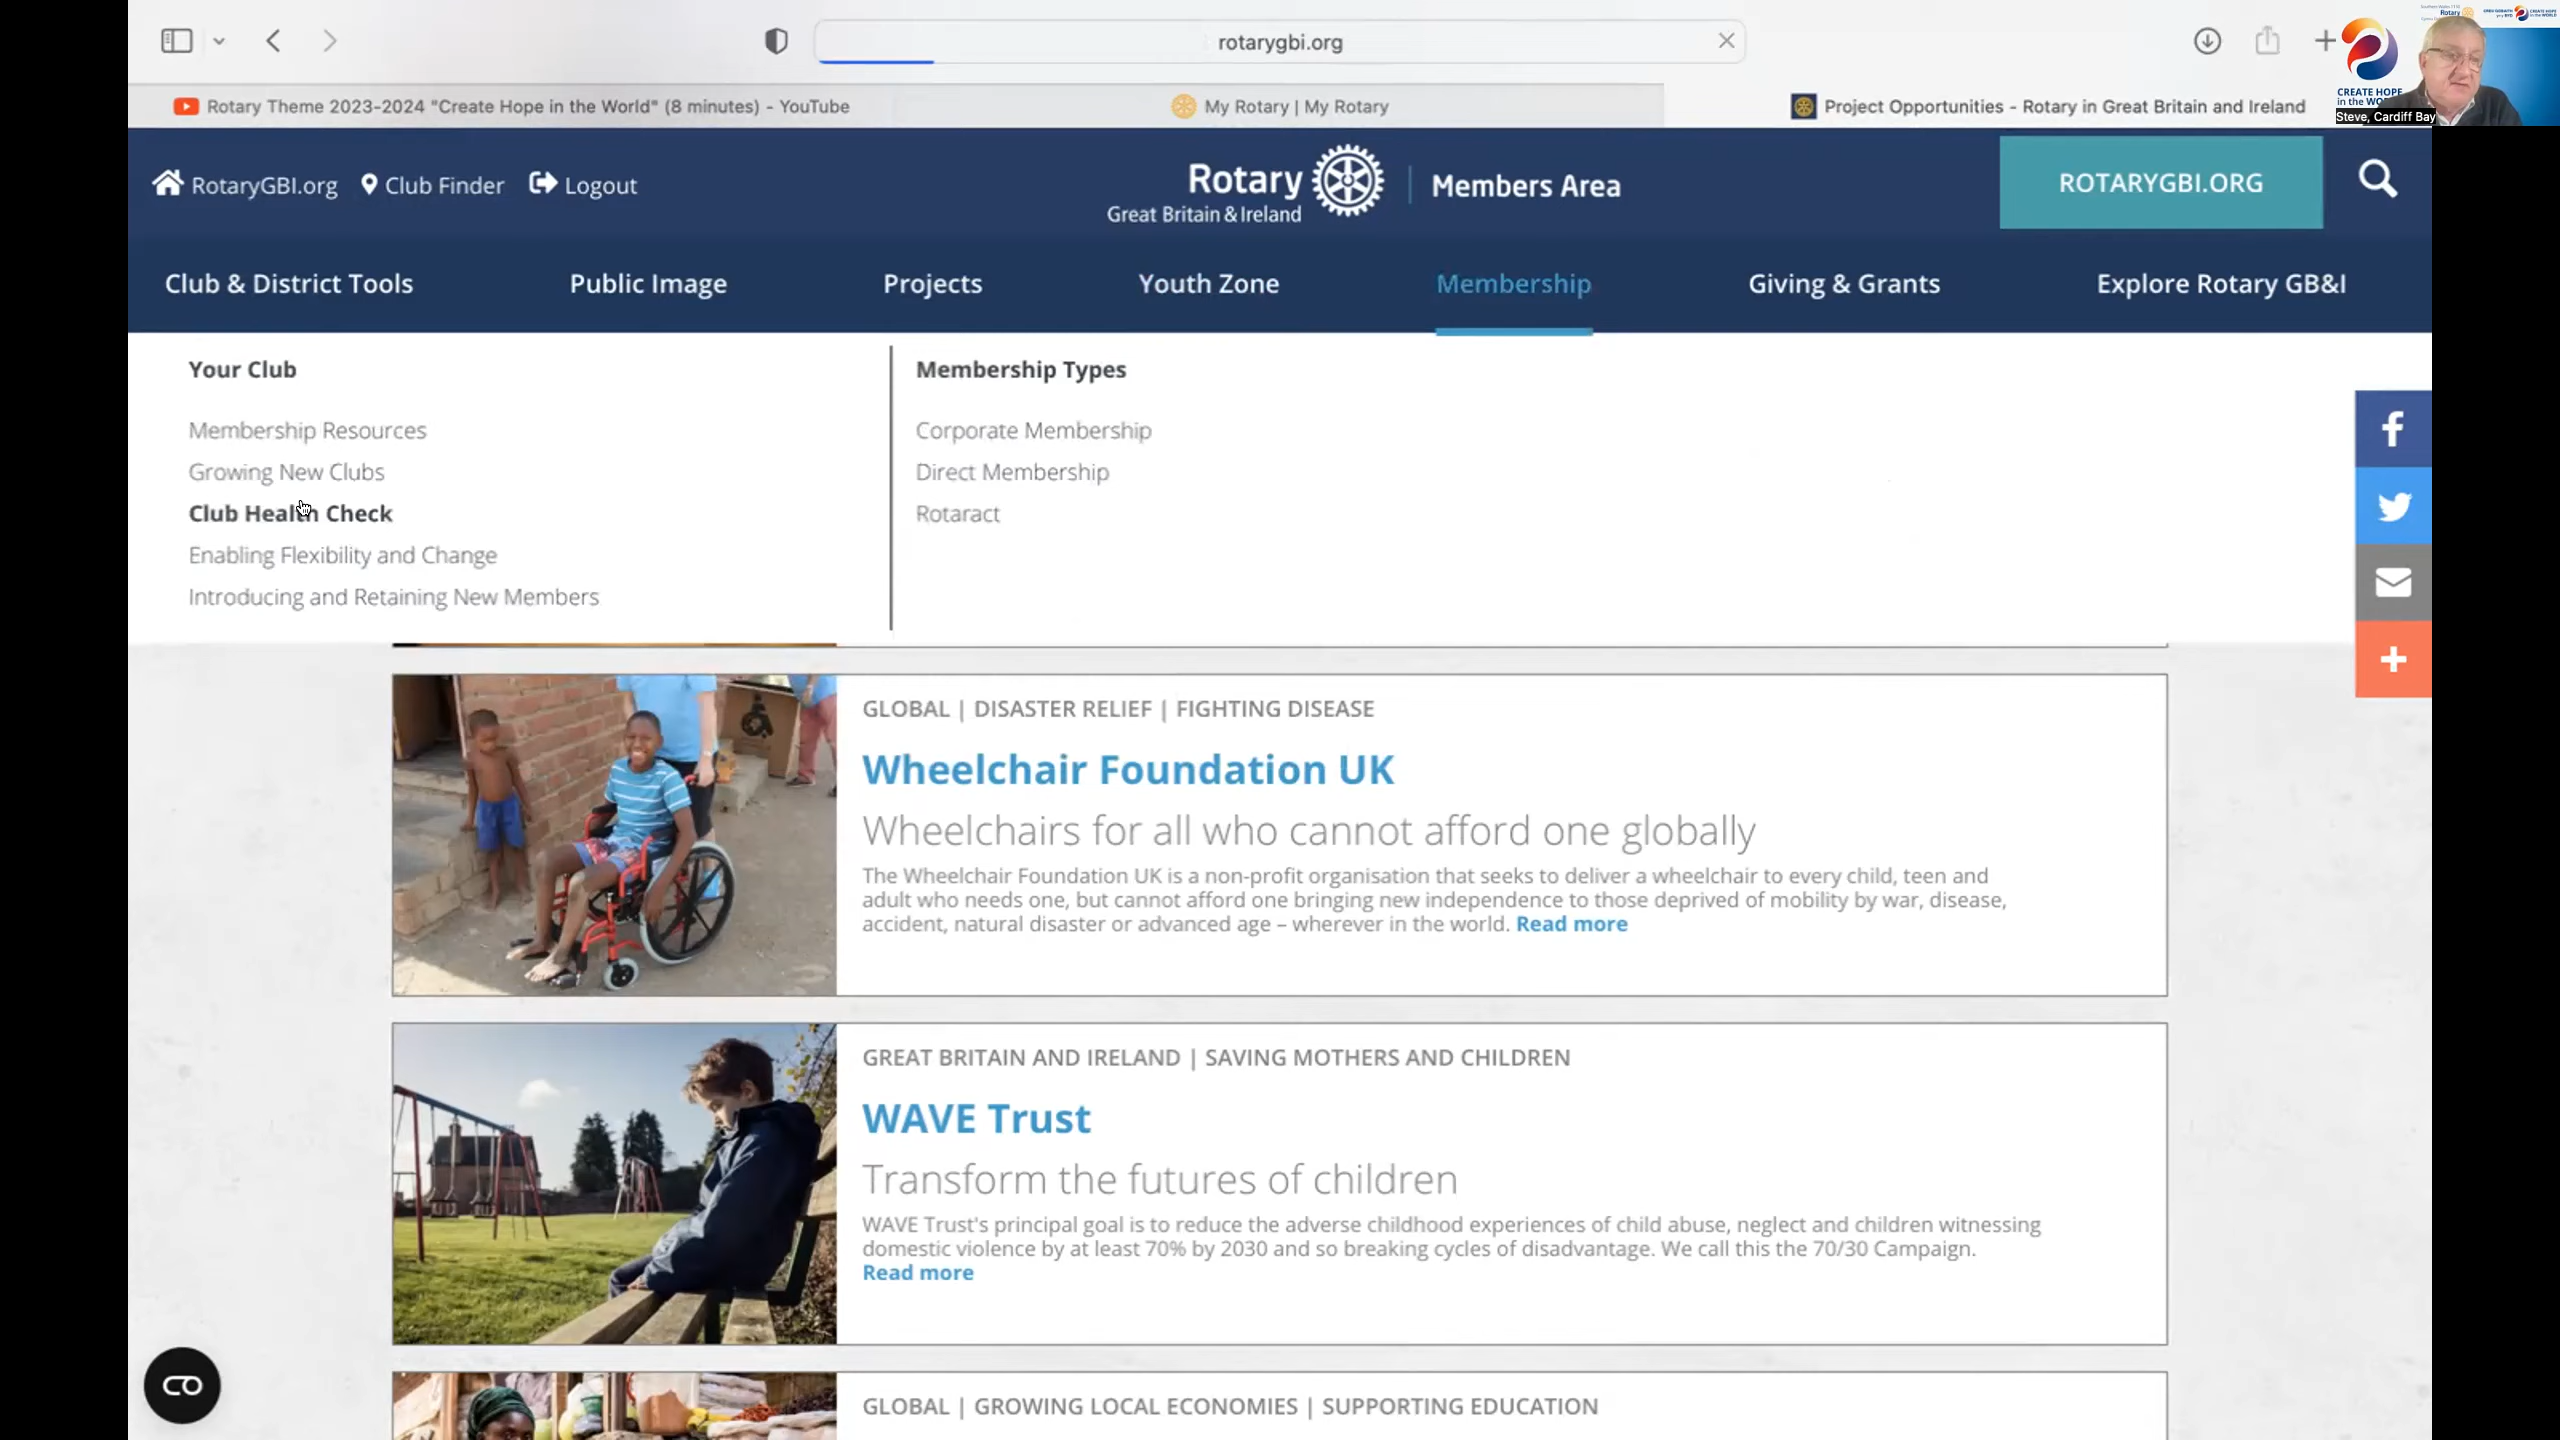 rotarygbi.org
Rotary Theme 2023-2024 "Create Hope in the World" (8 minutes) - YouTube
My Rotary | My Rotary
Project Opportunities - Rotary in Great Britain and Ireland
CREATE HOPE
in the WO
Steve, Cardiff Bay
RotaryGBI.org
Club Finder
Logout
Rotary
Great Britain & Ireland
Members Area
ROTARYGBI.ORG
Club & District Tools
Public Image
Projects
Youth Zone
Membership
Giving & Grants
Explore Rotary GB&I
Your Club
Membership Resources
Growing New Clubs
Club Health Check
Enabling Flexibility and Change
Introducing and Retaining New Members
Membership Types
Corporate Membership
Direct Membership
Rotaract
GLOBAL | DISASTER RELIEF | FIGHTING DISEASE
Wheelchair Foundation UK
Wheelchairs for all who cannot afford one globally
The Wheelchair Foundation UK is a non-profit organisation that seeks to deliver a wheelchair to every child, teen and
adult who needs one, but cannot afford one bringing new independence to those deprived of mobility by war, disease,
accident, natural disaster or advanced age – wherever in the world. Read more
GREAT BRITAIN AND IRELAND | SAVING MOTHERS AND CHILDREN
WAVE Trust
Transform the futures of children
WAVE Trust's principal goal is to reduce the adverse childhood experiences of child abuse, neglect and children witnessing
domestic violence by at least 70% by 2030 and so breaking cycles of disadvantage. We call this the 70/30 Campaign.
Read more
GLOBAL | GROWING LOCAL ECONOMIES | SUPPORTING EDUCATION